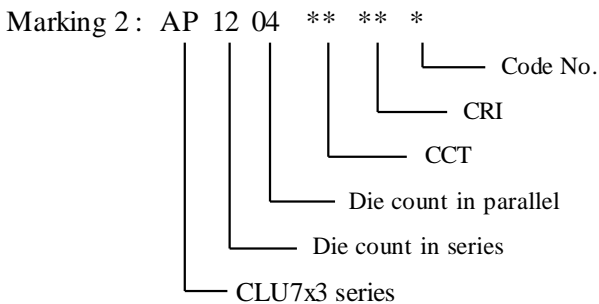 Marking 2 : AP 12 04 ** ** *
Code No.
CRI
CCT
Die count in parallel
Die count in series
CLU7x3 series